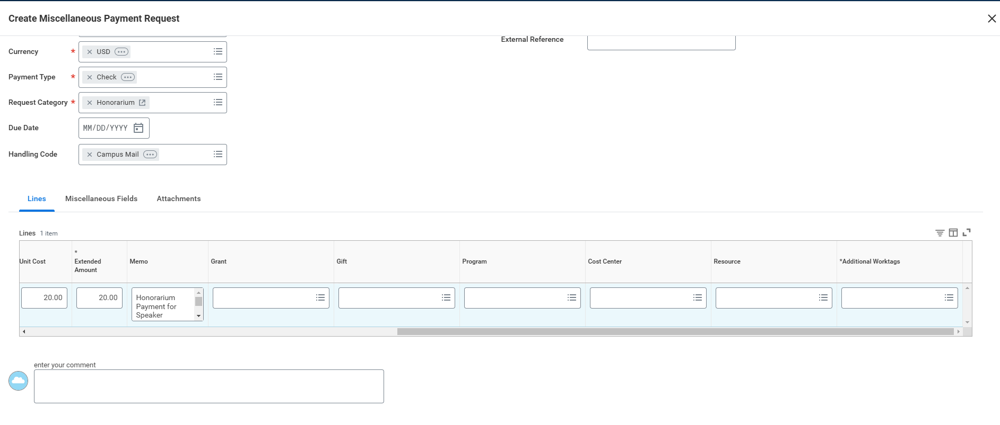 Create Miscellaneous Payment Request
External Reference
Currency * USD
Payment Type * Check
Request Category * Honorarium
Due Date MM/DD/YYYY
Handling Code Campus Mail
Lines Miscellaneous Fields Attachments
Lines 1 item
Unit Cost * Extended Amount Memo Grant Gift Program Cost Center Resource *Additional Worktags
20.00 20.00 Honorarium
Payment for
Speaker
enter your comment